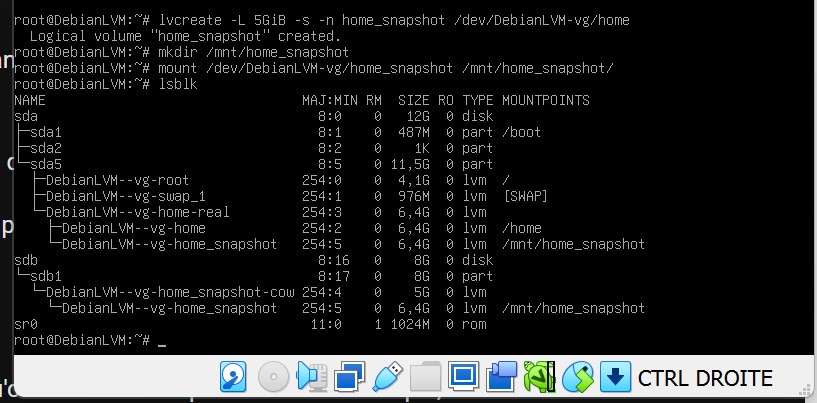 root@DebianLVM:~# lvcreate -L 5GiB -s -n home_snapshot /dev/DebianLVM-vg/home
  Logical volume "home_snapshot" created.
root@DebianLVM:~# mkdir /mnt/home_snapshot
root@DebianLVM:~# mount /dev/DebianLVM-vg/home_snapshot /mnt/home_snapshot/
root@DebianLVM:~# lsblk
NAME                                MAJ:MIN RM  SIZE RO TYPE MOUNTPOINTS
sda                                   8:0    0   12G  0 disk
├─sda1                                8:1    0  487M  0 part /boot
├─sda2                                8:2    0    1K  0 part
└─sda5                                8:5    0 11,5G  0 part
  ├─DebianLVM--vg-root              254:0    0  4,1G  0 lvm  /
  ├─DebianLVM--vg-swap_1            254:1    0  976M  0 lvm  [SWAP]
  └─DebianLVM--vg-home-real         254:3    0  6,4G  0 lvm
    ├─DebianLVM--vg-home            254:2    0  6,4G  0 lvm  /home
    └─DebianLVM--vg-home_snapshot   254:5    0  6,4G  0 lvm  /mnt/home_snapshot
sdb                                   8:16   0    8G  0 disk
└─sdb1                                8:17   0    8G  0 part
  └─DebianLVM--vg-home_snapshot-cow 254:4    0    5G  0 lvm
    └─DebianLVM--vg-home_snapshot   254:5    0  6,4G  0 lvm  /mnt/home_snapshot
sr0                                  11:0    1 1024M  0 rom
root@DebianLVM:~# _
CTRL DROITE